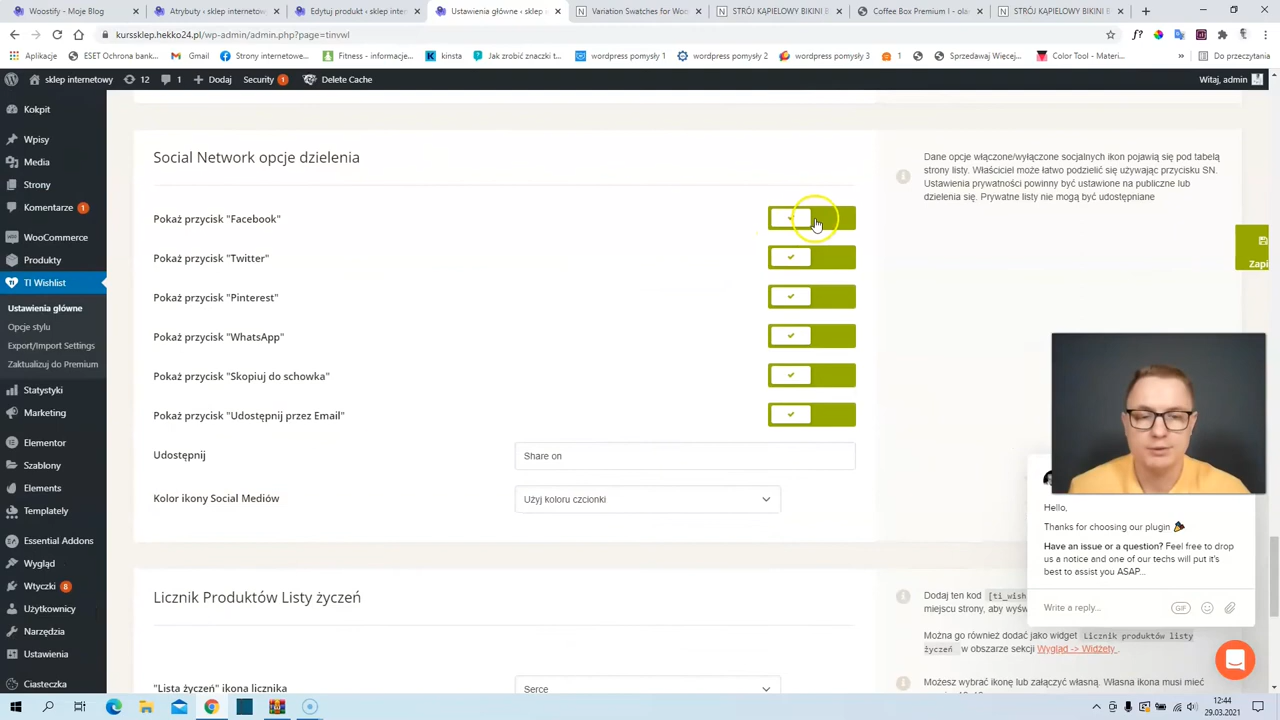 Woostify – Moje Blog
Atrybuty ‹ sklep internetowy
Edytuj produkt ‹ sklep inter
Ustawienia główne ‹ sklep
Variation Swatches for Woo
STRÓJ KĄPIELOWY BIKINI B
Coffee Box Premium I - ol
STRÓJ KĄPIELOWY BIKINI B
kurssklep.hekko24.pl/wp-admin/admin.php?page=tinvwl
Aplikacje
ESET Ochrona bank...
Gmail
Strony internetowe...
Fitness - informacje...
kinsta
Jak zrobić znaczki t...
wordpress pomysły 1
wordpress pomysły 2
wordpress pomysły 3
1
Sprzedawaj Więcej,...
Color Tool - Materi...
»
Do przeczytania
sklep internetowy
12
1
Dodaj
Security 1
Delete Cache
Witaj, admin
Kokpit
Wpisy
Media
Strony
Komentarze 1
WooCommerce
Produkty
TI Wishlist
Ustawienia główne
Opcje stylu
Export/Import Settings
Zaktualizuj do Premium
Statystyki
Marketing
Elementor
Szablony
Elements
Templaty
Essential Addons
Wygląd
Wtyczki 8
Użytkownicy
Narzędzia
Ustawienia
Ciasteczka
Social Network opcje dzielenia
Pokaż przycisk "Facebook"
Pokaż przycisk "Twitter"
Pokaż przycisk "Pinterest"
Pokaż przycisk "WhatsApp"
Pokaż przycisk "Skopiuj do schowka"
Pokaż przycisk "Udostępnij przez Email"
Udostępnij
Share on
Kolor ikony Social Mediów
Użyj koloru czcionki
Dane opcje włączone/wyłączone socjalnych ikon pojawią się pod tabelą
strony listy. Właściciel może łatwo podzielić się używając przycisku SN.
Ustawienia prywatności powinny być ustawione na publiczne lub
dzielenia się. Prywatne listy nie mogą być udostępniane
Zapi
Licznik Produktów Listy życzeń
"Lista życzeń" ikona licznika
Serce
Dodaj ten kod [ti_wish
miejscu strony, aby wyśw
Można go również dodać jako widget Licznik produktów listy
życzeń w obszarze sekcji Wygląd -> Widżety .
Możesz wybrać ikonę lub załączyć własną. Własna ikona musi mieć
Hello,
Thanks for choosing our plugin
Have an issue or a question? Feel free to drop
us a notice and one of our techs will put it's
best to assist you ASAP...
Write a reply...
GIF
12:44
29.03.2021